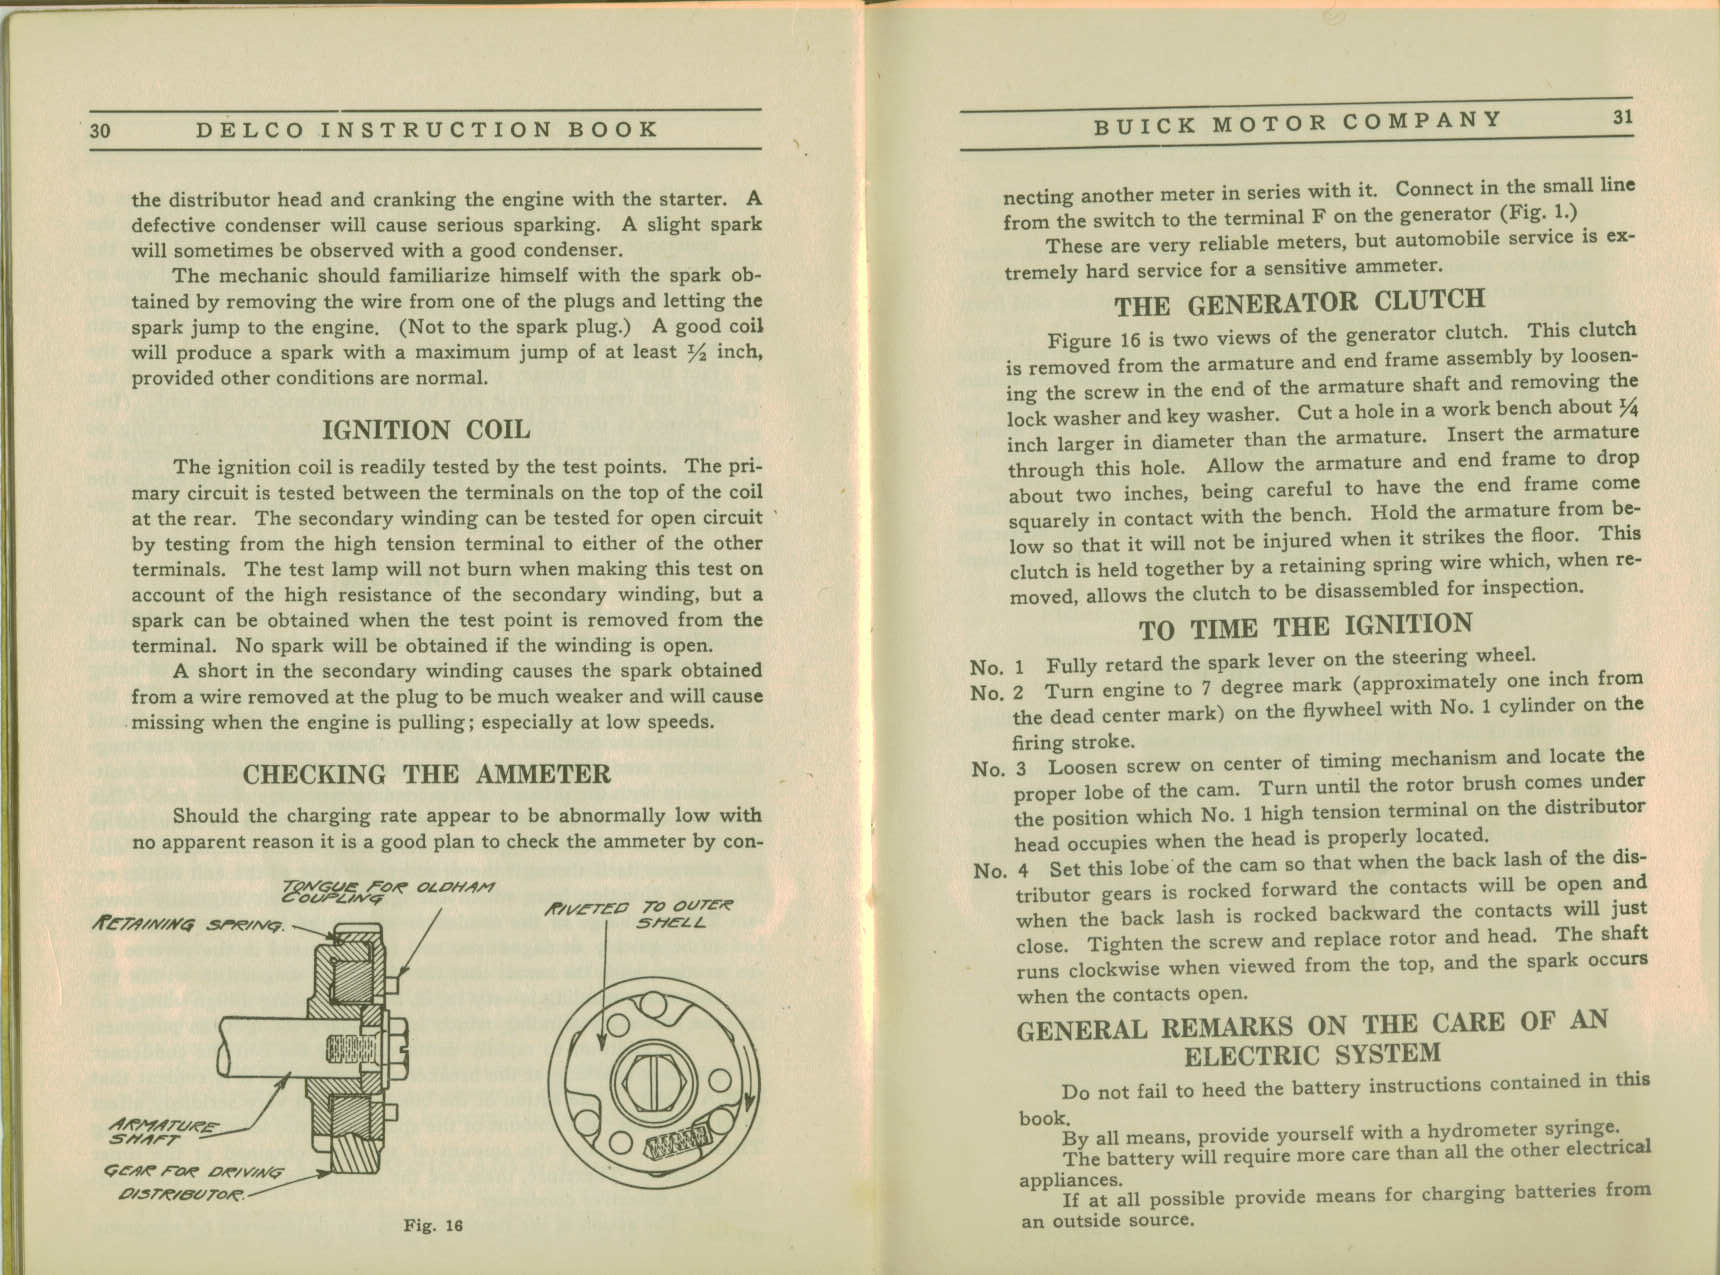 30 DELCO INSTRUCTION BOOK
the distributor head and cranking the engine with the starter. A
defective condenser will cause serious sparking. A slight spark
will sometimes be observed with a good condenser.
The mechanic should familiarize himself with the spark ob-
tained by removing the wire from one of the plugs and letting the
spark jump to the engine. (Not to the spark plug.) A good coil
will produce a spark with a maximum jump of at least ½ inch,
provided other conditions are normal.
IGNITION COIL
The ignition coil is readily tested by the test points. The pri-
mary circuit is tested between the terminals on the top of the coil
at the rear. The secondary winding can be tested for open circuit
by testing from the high tension terminal to either of the other
terminals. The test lamp will not burn when making this test on
account of the high resistance of the secondary winding, but a
spark can be obtained when the test point is removed from the
terminal. No spark will be obtained if the winding is open.
A short in the secondary winding causes the spark obtained
from a wire removed at the plug to be much weaker and will cause
missing when the engine is pulling; especially at low speeds.
CHECKING THE AMMETER
Should the charging rate appear to be abnormally low with
no apparent reason it is a good plan to check the ammeter by con-
TONGUE FOR OLDHAM
COUPLING
RETAINING SPRING.
RIVETED TO OUTER
SHELL
ARMATURE
SHAFT
GEAR FOR DRIVING
DISTRIBUTOR.
Fig. 16
BUICK MOTOR COMPANY 31
necting another meter in series with it. Connect in the small line
from the switch to the terminal F on the generator (Fig. 1.)
These are very reliable meters, but automobile service is ex-
tremely hard service for a sensitive ammeter.
THE GENERATOR CLUTCH
Figure 16 is two views of the generator clutch. This clutch
is removed from the armature and end frame assembly by loosen-
ing the screw in the end of the armature shaft and removing the
lock washer and key washer. Cut a hole in a work bench about ¼
inch larger in diameter than the armature. Insert the armature
through this hole. Allow the armature and end frame to drop
about two inches, being careful to have the end frame come
squarely in contact with the bench. Hold the armature from be-
low so that it will not be injured when it strikes the floor. This
clutch is held together by a retaining spring wire which, when re-
moved, allows the clutch to be disassembled for inspection.
TO TIME THE IGNITION
No. 1 Fully retard the spark lever on the steering wheel.
No. 2 Turn engine to 7 degree mark (approximately one inch from
the dead center mark) on the flywheel with No. 1 cylinder on the
firing stroke.
No. 3 Loosen screw on center of timing mechanism and locate the
proper lobe of the cam. Turn until the rotor brush comes under
the position which No. 1 high tension terminal on the distributor
head occupies when the head is properly located.
No. 4 Set this lobe of the cam so that when the back lash of the dis-
tributor gears is rocked forward the contacts will be open and
when the back lash is rocked backward the contacts will just
close. Tighten the screw and replace rotor and head. The shaft
runs clockwise when viewed from the top, and the spark occurs
when the contacts open.
GENERAL REMARKS ON THE CARE OF AN
ELECTRIC SYSTEM
Do not fail to heed the battery instructions contained in this
book.
By all means, provide yourself with a hydrometer syringe.
The battery will require more care than all the other electrical
appliances.
If at all possible provide means for charging batteries from
an outside source.